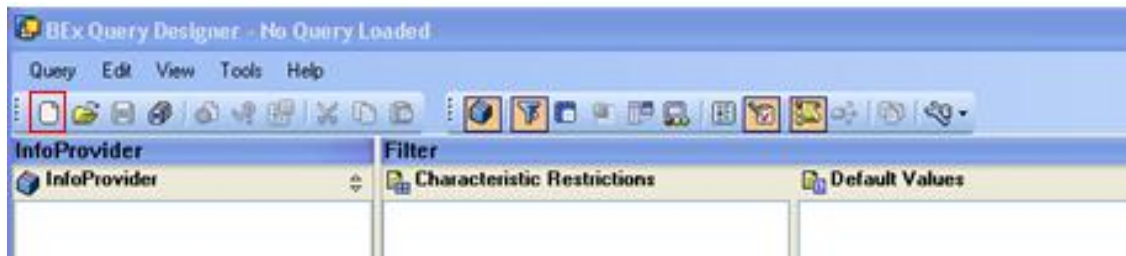 BEx Query Designer - No Query Loaded
Query Edit View Tools Help
InfoProvider Filter
InfoProvider Characteristic Restrictions Default Values